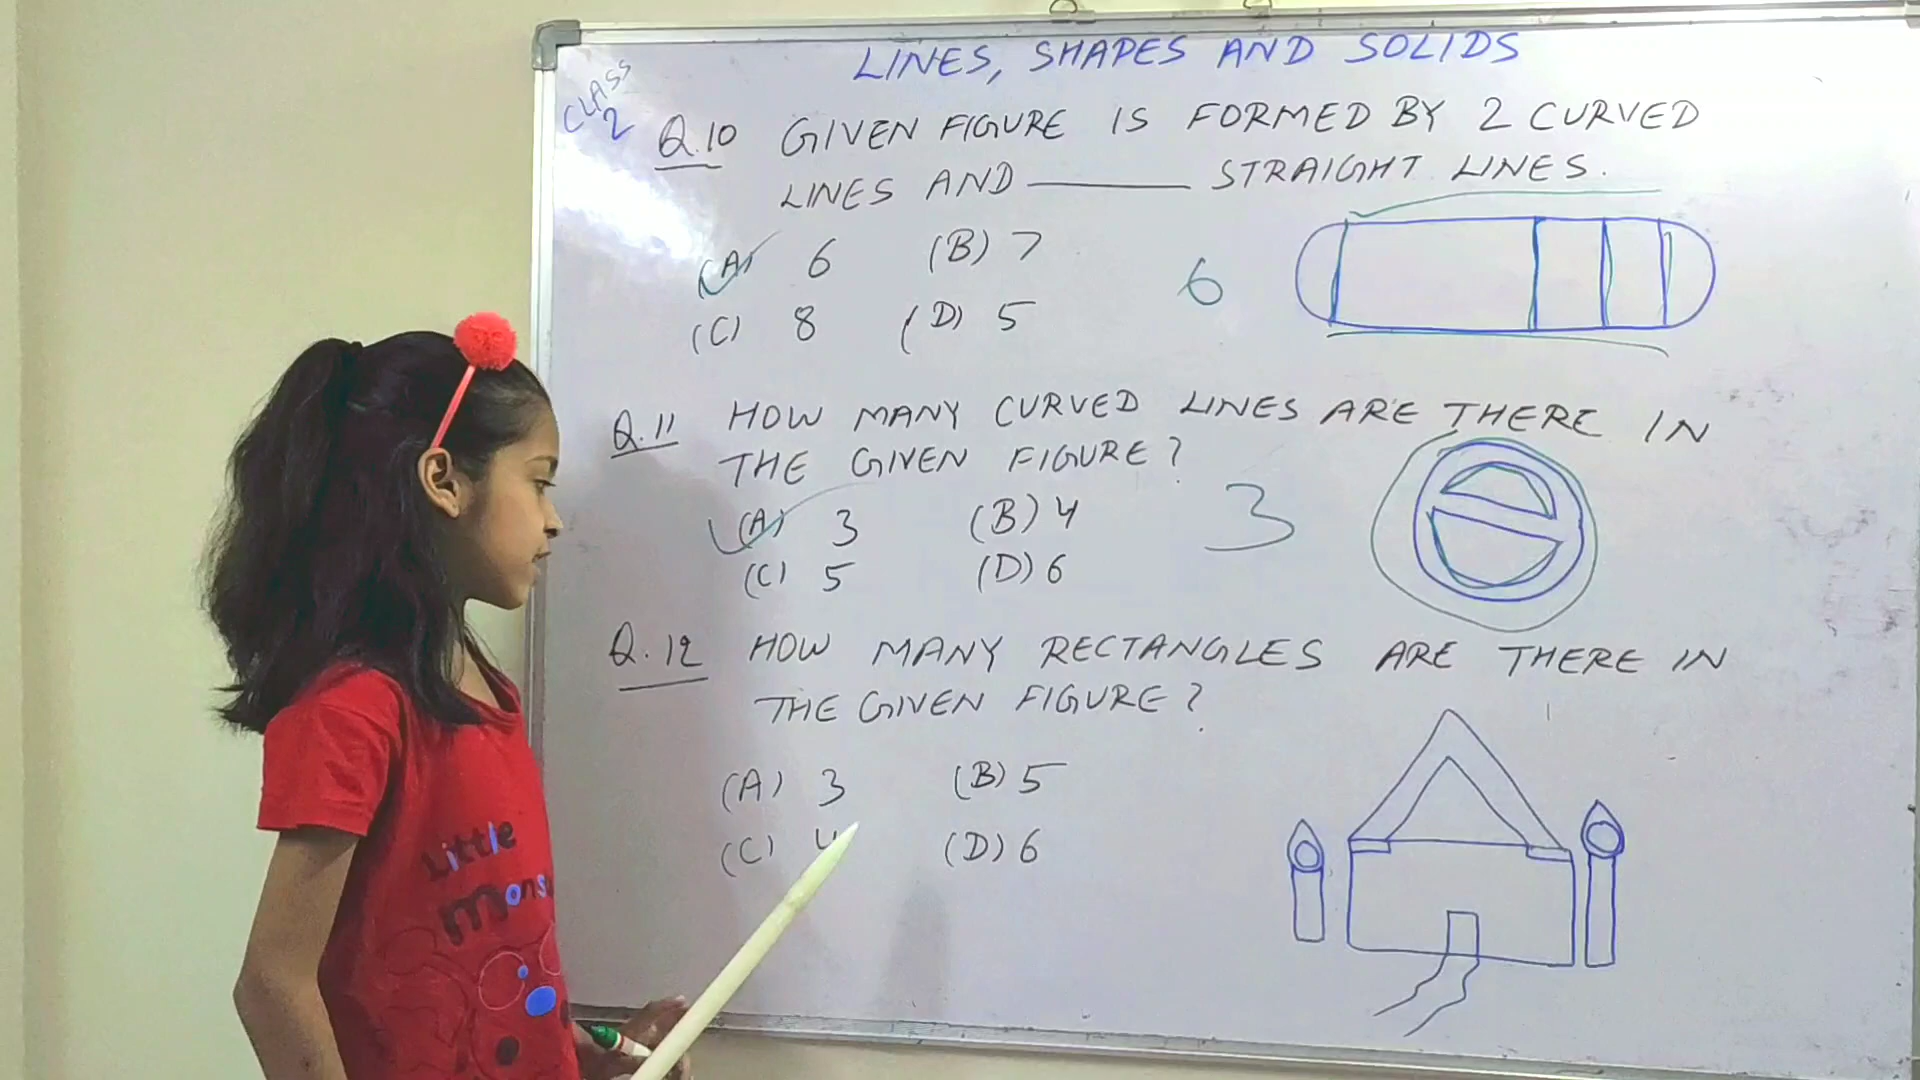 LINES, SHAPES AND SOLIDS
CLASS
2
Q.10 GIVEN FIGURE IS FORMED BY 2 CURVED
LINES AND ______ STRAIGHT LINES.
(A) 6 (B) 7
(C) 8 (D) 5
6
Q.11 HOW MANY CURVED LINES ARE THERE IN
THE GIVEN FIGURE?
(A) 3 (B) 4
(C) 5 (D) 6
3
Q.12 HOW MANY RECTANGLES ARE THERE IN
THE GIVEN FIGURE?
(A) 3 (B) 5
(C) 4 (D) 6
Little